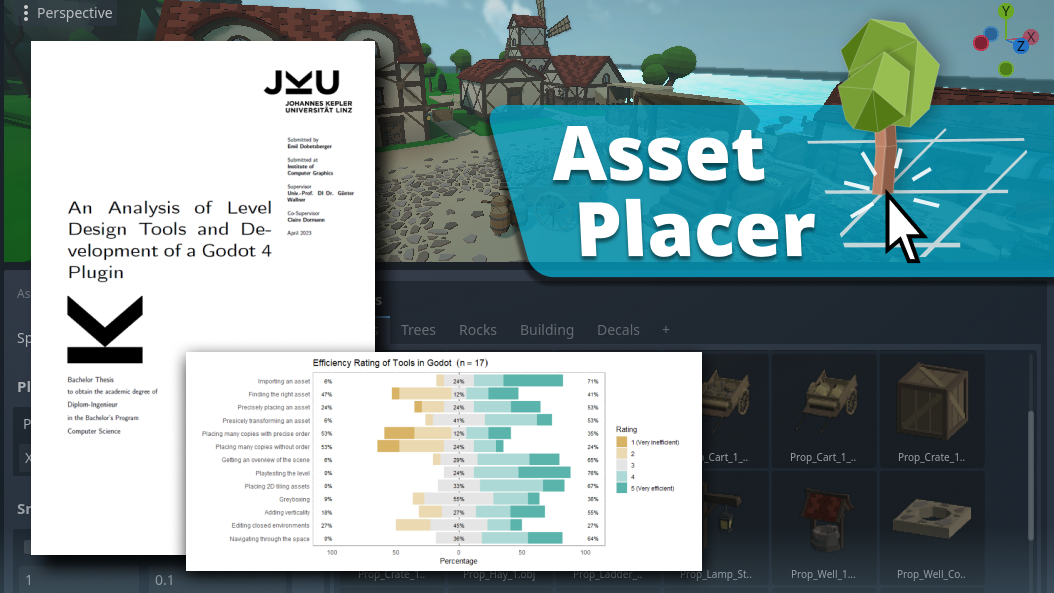 Perspective
Y
X
Z
JKU
JOHANNES KEPLER
UNIVERSITÄT LINZ
Submitted by
Emil Dobetsberger
Submitted at
Institute of
Computer Graphics
Supervisor
Univ.-Prof. DI Dr. Günter
Wallner
Co-Supervisor
Claire Dormann
April 2023
An Analysis of Level
Design Tools and De-
velopment of a Godot 4
Plugin
Bachelor Thesis
to obtain the academic degree of
Diplom-Ingenieur
in the Bachelor's Program
Computer Science
Asset
Placer
As
Sp
Pl
P
X
Sn
1
0.1
s
Trees
Rocks
Building
Decals
+
Efficiency Rating of Tools in Godot (n = 17)
Importing an asset 6% 24% 71%
Finding the right asset 47% 12% 41%
Precisely placing an asset 24% 24% 53%
Presicely transforming an asset 6% 41% 53%
Placing many copies with precise order 53% 12% 35%
Placing many copies without order 53% 24% 24%
Getting an overview of the scene 6% 29% 65%
Playtesting the level 0% 24% 76%
Placing 2D tiling assets 0% 33% 67%
Greyboxing 9% 55% 36%
Adding verticality 18% 27% 55%
Editing closed environments 27% 45% 27%
Navigating through the space 0% 36% 64%
100 50 0 50 100
Percentage
Rating
1 (Very inefficient)
2
3
4
5 (Very efficient)
_Cart_1_..
Prop_Cart_1_..
Prop_Crate_1..
Prop_Crate_1..
Prop_Hay_1.obj
Prop_Ladder_..
Prop_Lamp_St..
Prop_Well_1...
Prop_Well_Co..